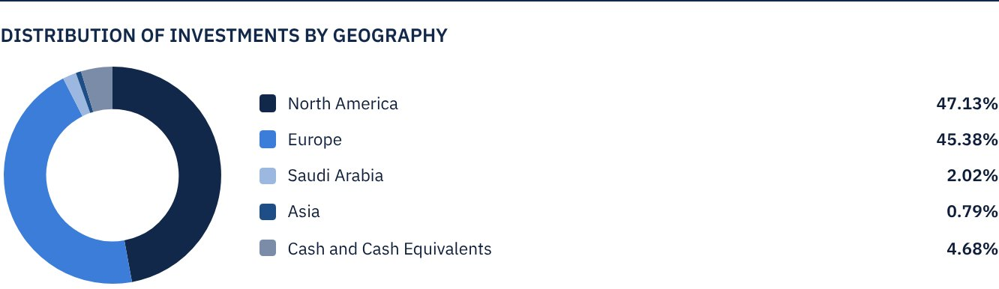 DISTRIBUTION OF INVESTMENTS BY GEOGRAPHY
North America 47.13%
Europe 45.38%
Saudi Arabia 2.02%
Asia 0.79%
Cash and Cash Equivalents 4.68%